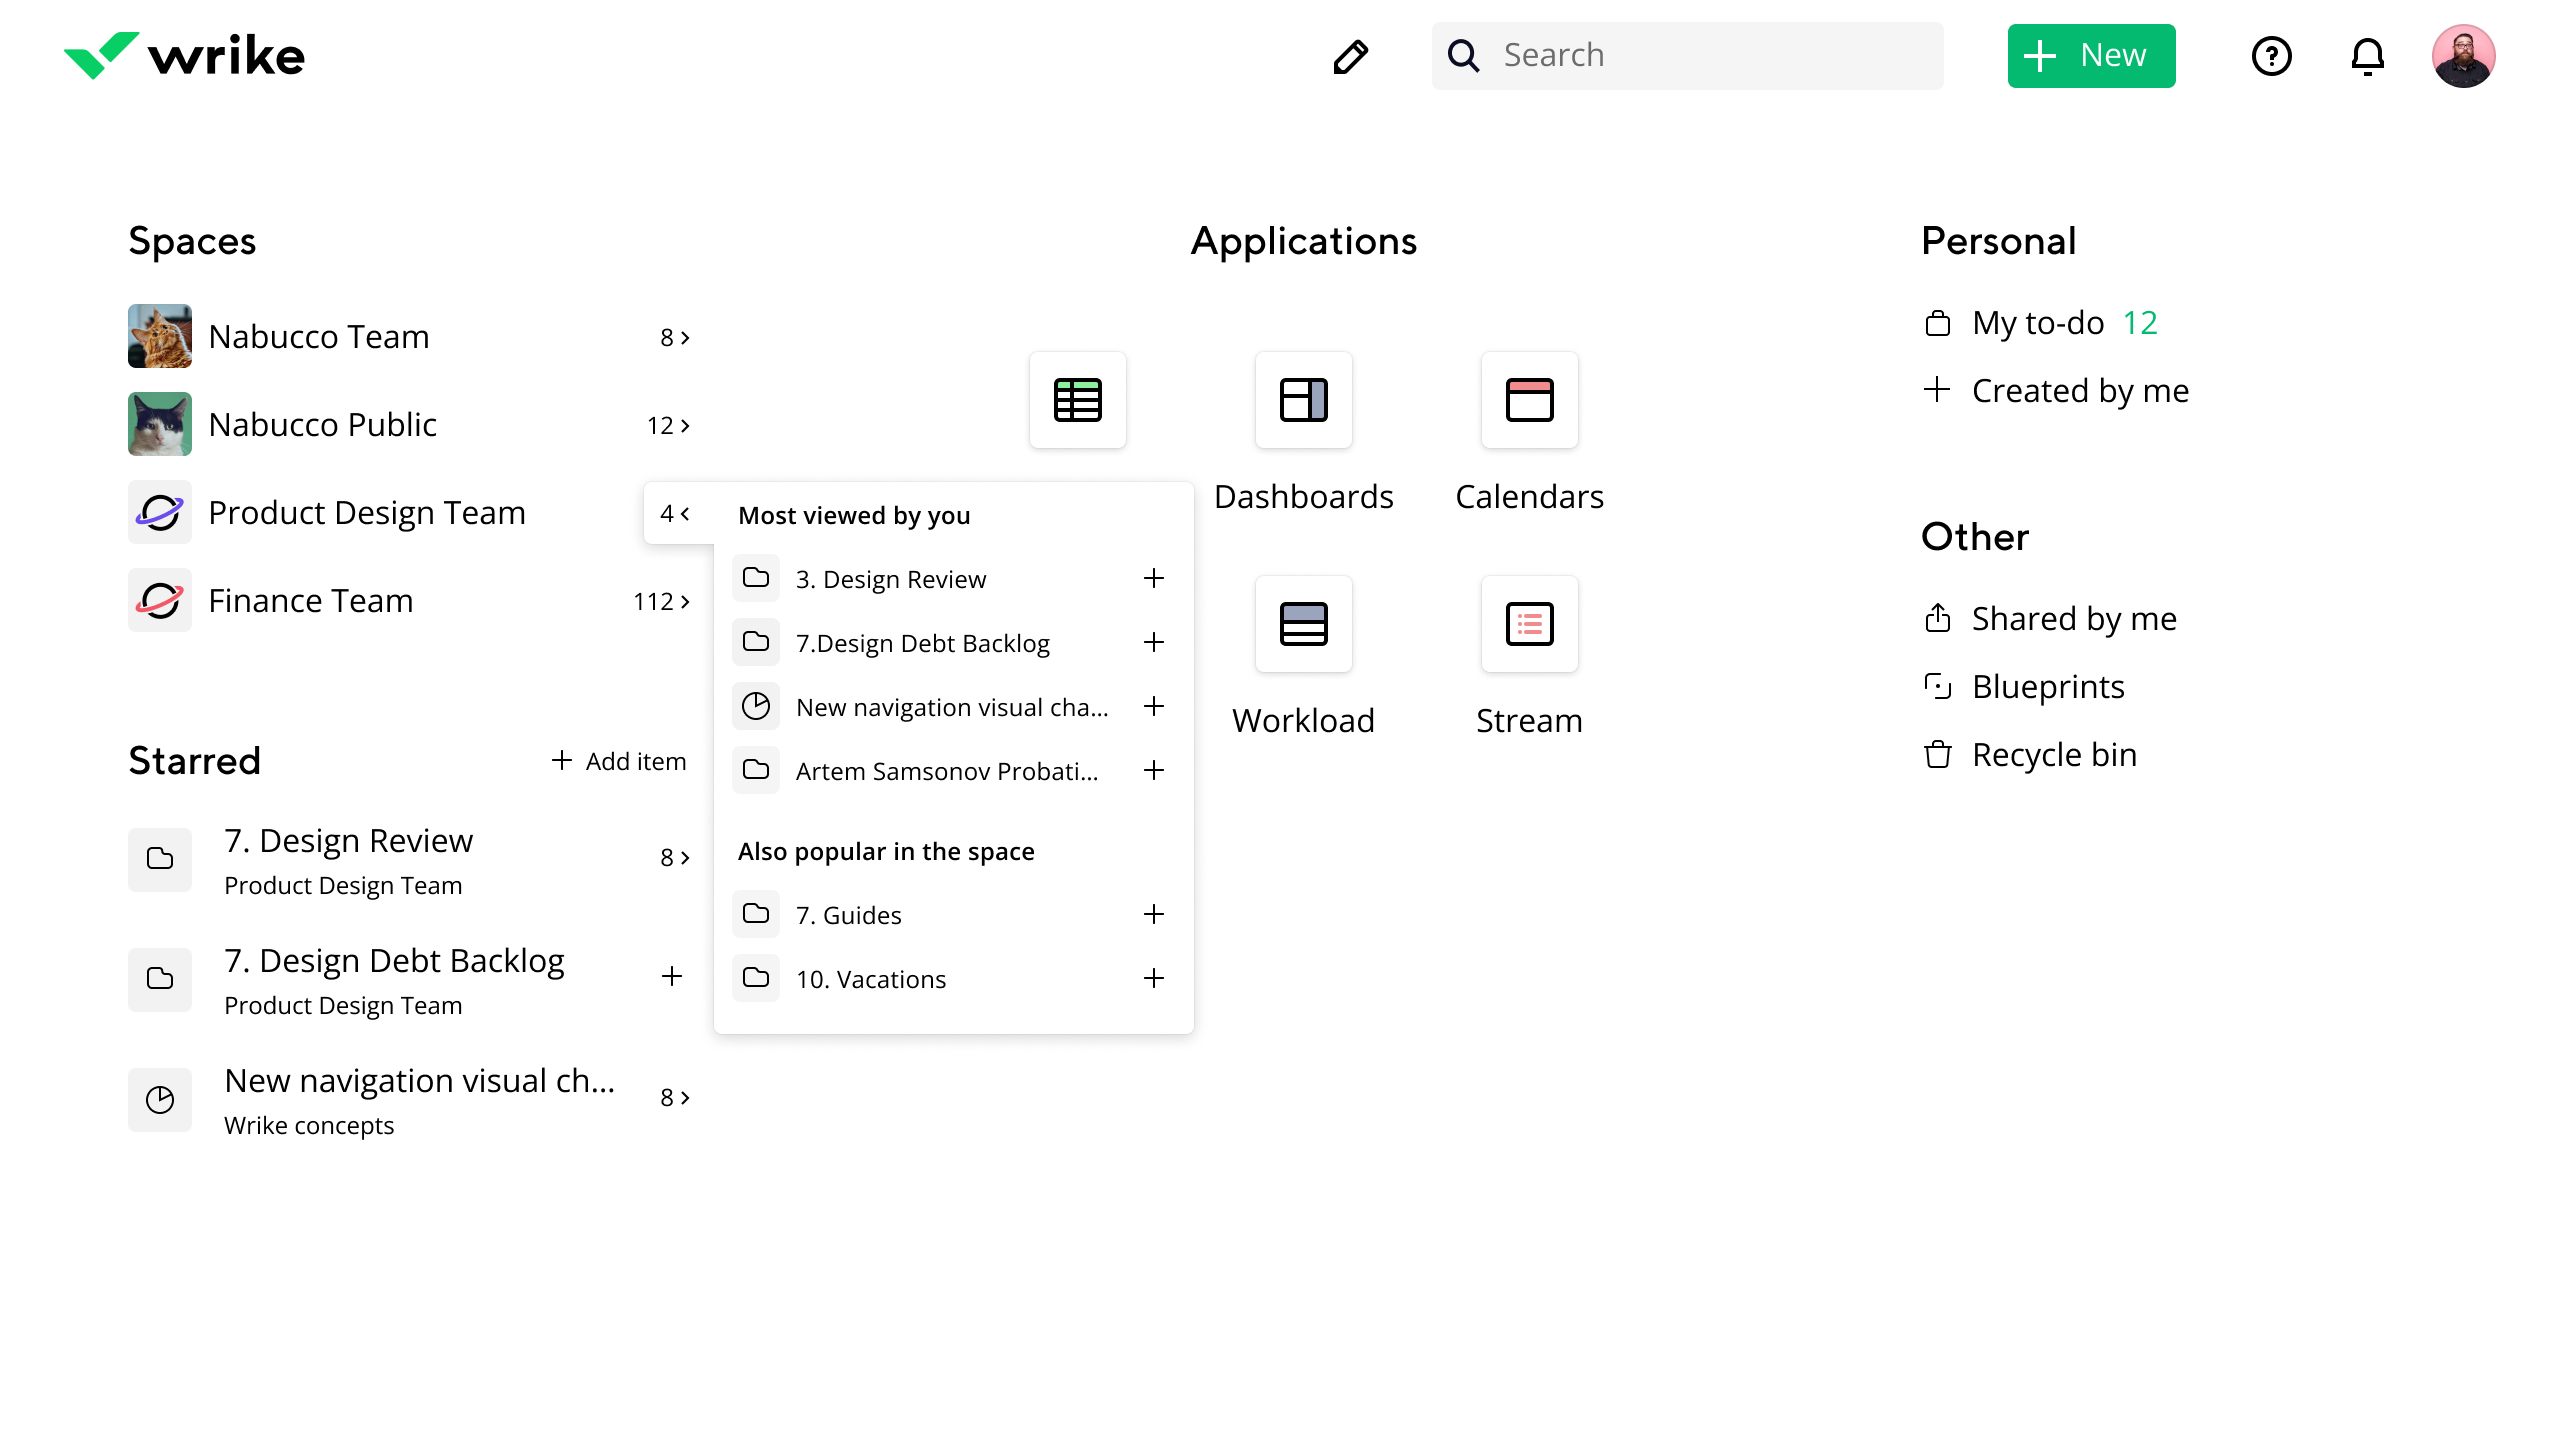 wrike
Search
New
Spaces
Nabucco Team
8
Nabucco Public
12
Product Design Team
4
Finance Team
112
Starred
Add item
7. Design Review
Product Design Team
8
7. Design Debt Backlog
Product Design Team
New navigation visual ch...
Wrike concepts
8
Most viewed by you
3. Design Review
7.Design Debt Backlog
New navigation visual cha...
Artem Samsonov Probati...
Also popular in the space
7. Guides
10. Vacations
Applications
Dashboards
Calendars
Workload
Stream
Personal
My to-do 12
Created by me
Other
Shared by me
Blueprints
Recycle bin